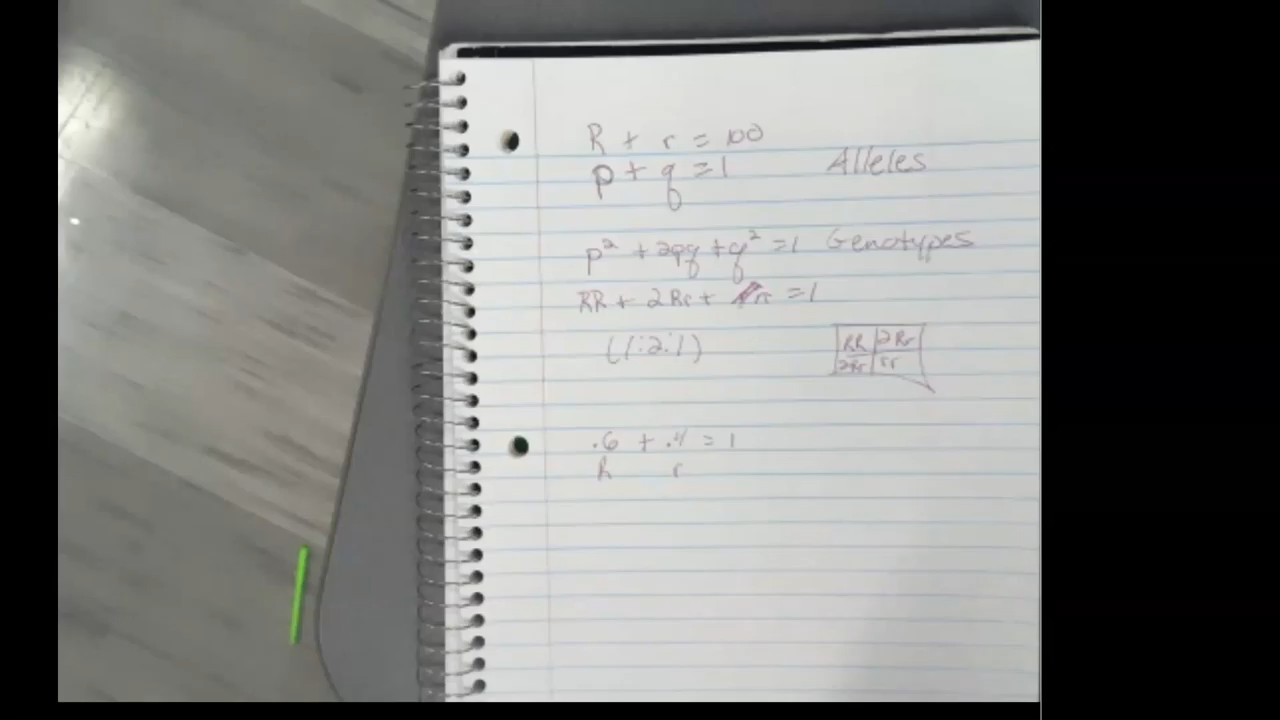 R + r = 100
p + q = 1 Alleles
p² + 2pq + q² = 1 Genotypes
RR + 2Rr + rr = 1
(1:2:1)
RR 2Rr
2Rr rr
.6 + .4 = 1
R r